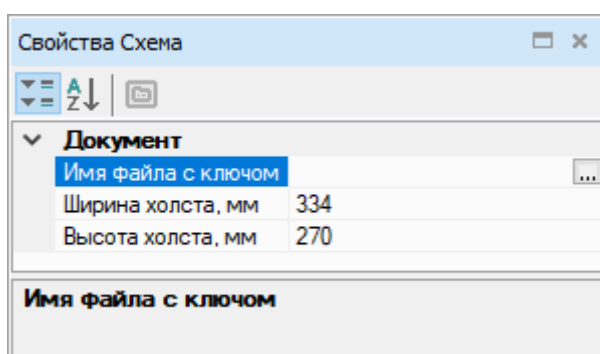 Свойства Схема
Документ
Имя файла с ключом ...
Ширина холста, мм 334
Высота холста, мм 270
Имя файла с ключом